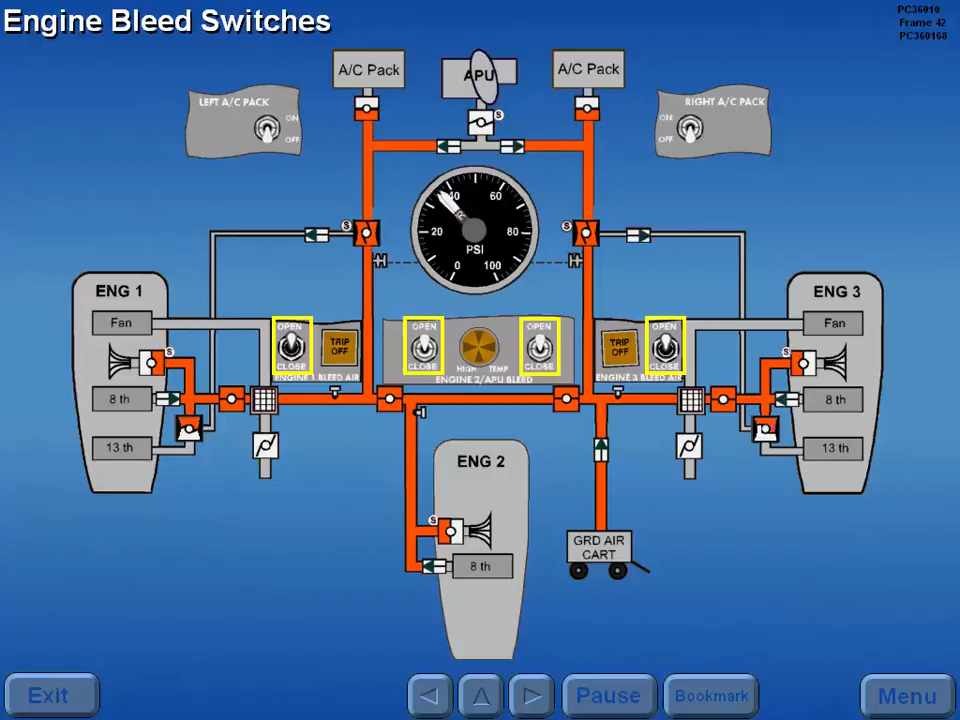 Engine Bleed Switches
PC36010
Frame 42
PC360168
A/C Pack
APU
A/C Pack
LEFT A/C PACK
ON
OFF
RIGHT A/C PACK
ON
OFF
S
40
60
20
80
PSI
0
100
S
S
ENG 1
Fan
S
8 th
13 th
OPEN
CLOSE
TRIP
OFF
ENGINE 1 BLEED AIR
OPEN
CLOSE
HIGH TEMP
OPEN
CLOSE
ENGINE 2/APU BLEED
TRIP
OFF
OPEN
CLOSE
ENGINE 3 BLEED AIR
ENG 3
Fan
S
8 th
13 th
ENG 2
S
8 th
GRD AIR
CART
Exit
Pause
Bookmark
Menu